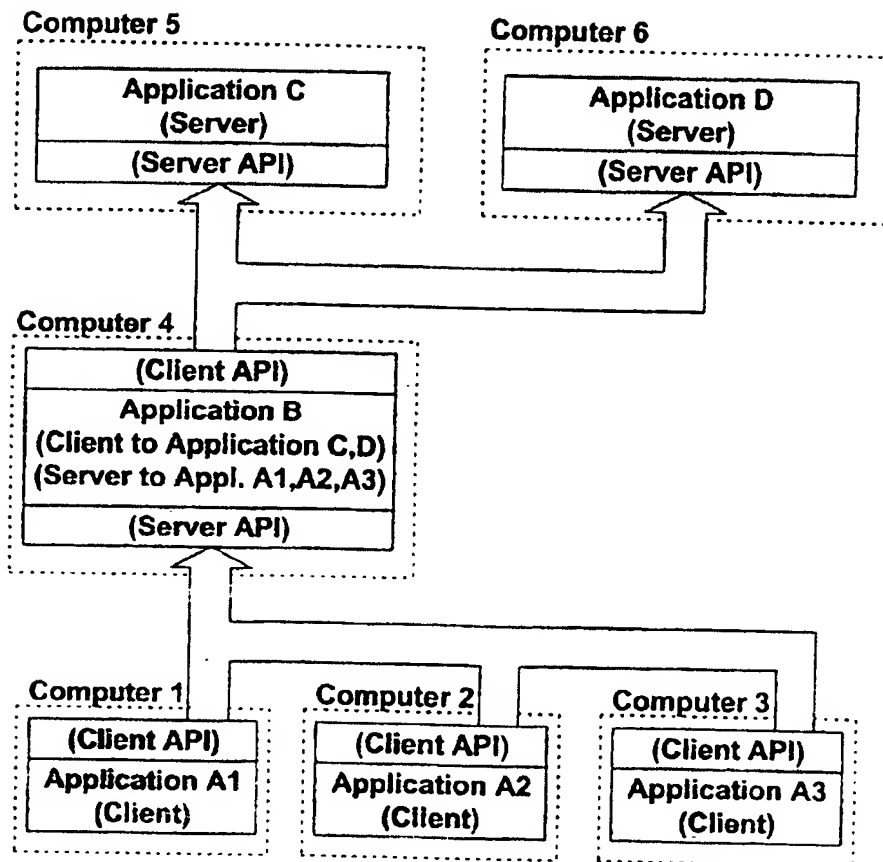 Computer 5
Application C
(Server)
(Server API)
Computer 6
Application D
(Server)
(Server API)
Computer 4
(Client API)
Application B
(Client to Application C,D)
(Server to Appl. A1,A2,A3)
(Server API)
Computer 1
(Client API)
Application A1
(Client)
Computer 2
(Client API)
Application A2
(Client)
Computer 3
(Client API)
Application A3
(Client)